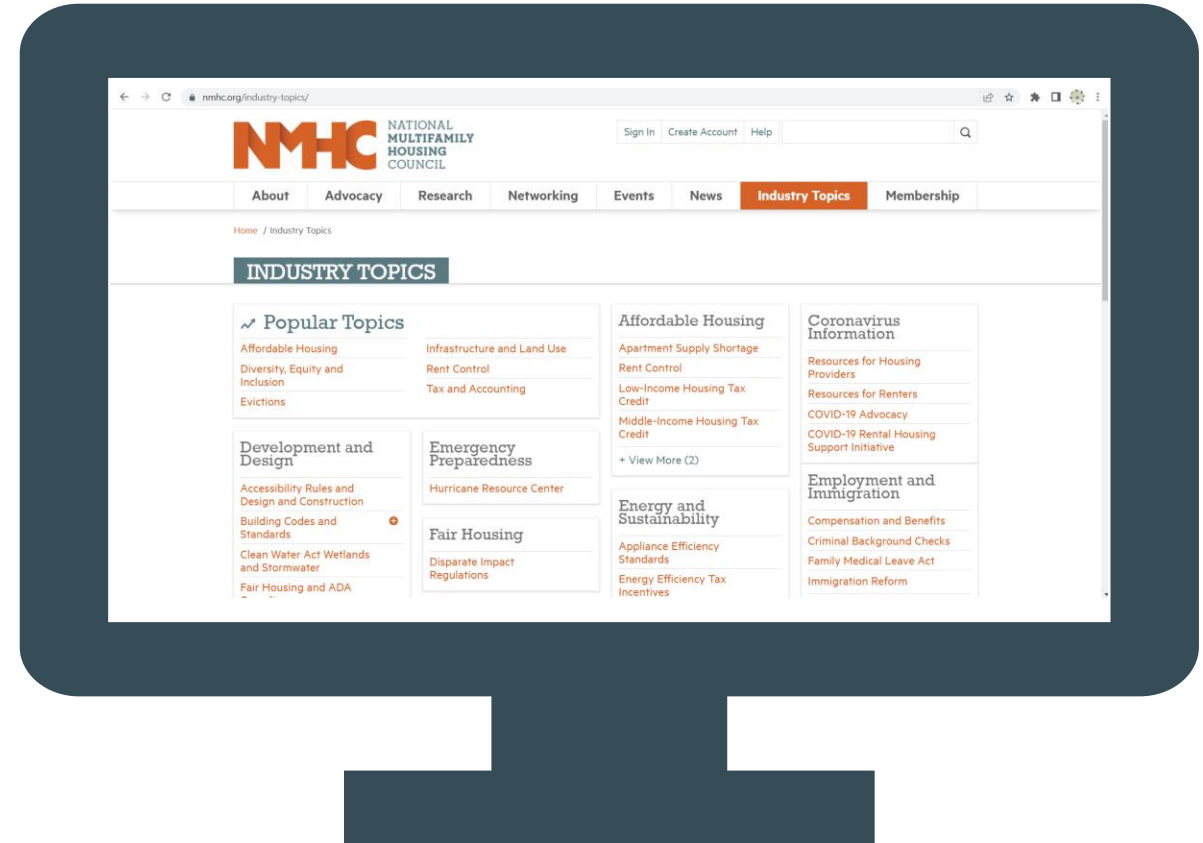 nmhc.org/industry-topics/
NMHC
NATIONAL
MULTIFAMILY
HOUSING
COUNCIL
Sign In
Create Account
Help
About
Advocacy
Research
Networking
Events
News
Industry Topics
Membership
Home / Industry Topics
INDUSTRY TOPICS
Popular Topics
Affordable Housing
Diversity, Equity and
Inclusion
Evictions
Infrastructure and Land Use
Rent Control
Tax and Accounting
Development and
Design
Accessibility Rules and
Design and Construction
Building Codes and
Standards
Clean Water Act Wetlands
and Stormwater
Fair Housing and ADA
Emergency
Preparedness
Hurricane Resource Center
Fair Housing
Disparate Impact
Regulations
Affordable Housing
Apartment Supply Shortage
Rent Control
Low-Income Housing Tax
Credit
Middle-Income Housing Tax
Credit
+ View More (2)
Energy and
Sustainability
Appliance Efficiency
Standards
Energy Efficiency Tax
Incentives
Coronavirus
Information
Resources for Housing
Providers
Resources for Renters
COVID-19 Advocacy
COVID-19 Rental Housing
Support Initiative
Employment and
Immigration
Compensation and Benefits
Criminal Background Checks
Family Medical Leave Act
Immigration Reform